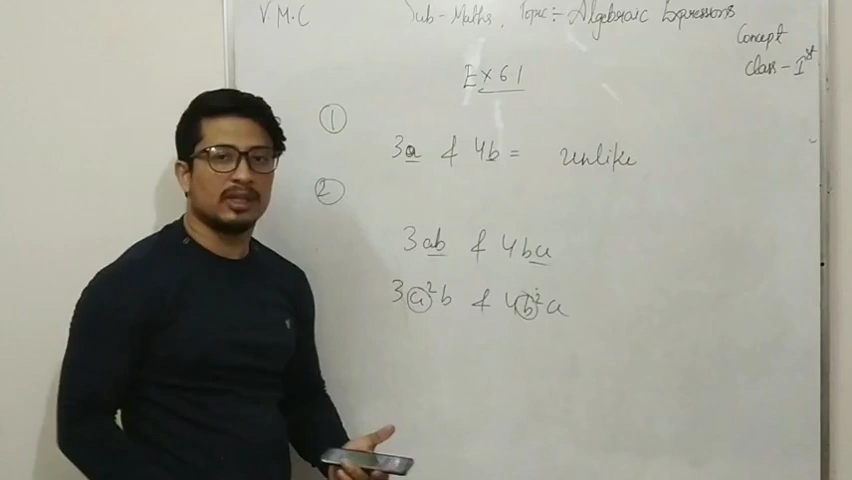 V.M.C Sub - Maths, Topic :- Algebraic Expressions
Concept
Class - Ist
Ex 6.1
1
3a & 4b = unlike
2
3ab & 4ba
3a²b & 4b²a